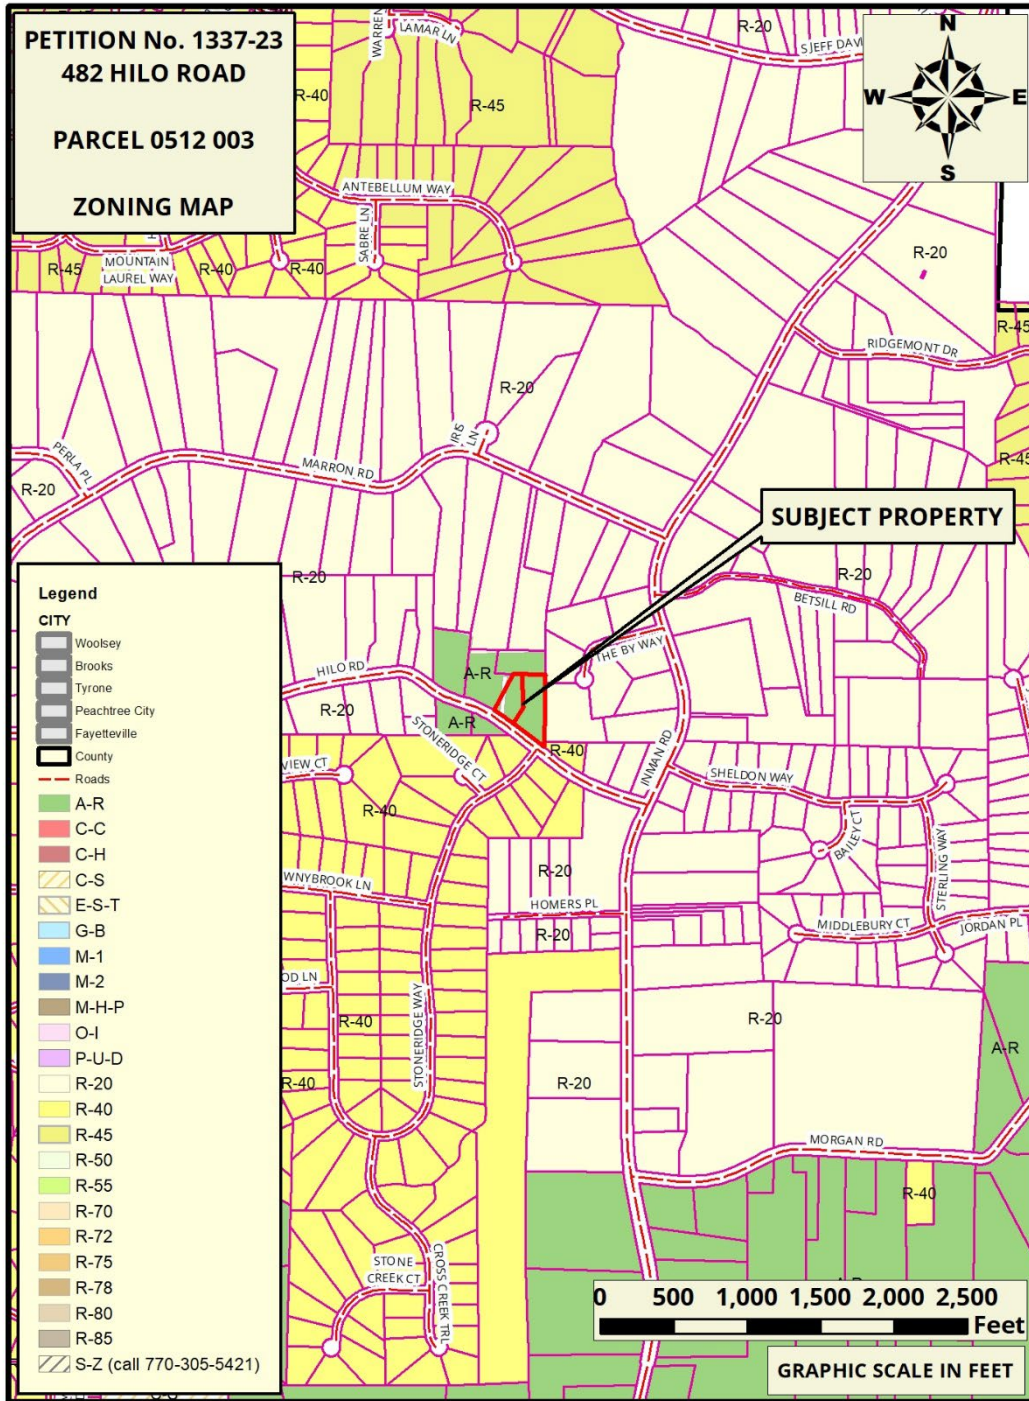 PETITION No. 1337-23
482 HILO ROAD
PARCEL 0512 003
ZONING MAP
WARREN
LAMAR LN
R-20
S JEFF DAVI
N
W
E
S
R-40
R-45
ANTEBELLUM WAY
SABRE LN
MOUNTAIN
LAUREL WAY
R-45
R-40
R-40
R-20
R-45
RIDGEMONT DR
R-20
IRIS
LN
PERLA PL
MARRON RD
R-45
R-20
SUBJECT PROPERTY
R-20
R-20
BETSILL RD
THE BY WAY
HILO RD
A-R
R-20
A-R
STONERIDGE CT
R-40
INMAN RD
VIEW CT
SHELDON WAY
R-40
BAILEY CT
STERLING WAY
R-20
WNYBROOK LN
HOMERS PL
MIDDLEBURY CT
JORDAN PL
R-20
OD LN
R-40
STONERIDGE WAY
R-20
A-R
R-40
R-20
MORGAN RD
R-40
STONE
CREEK CT
CROSS CREEK TRL
Legend
CITY
Woolsey
Brooks
Tyrone
Peachtree City
Fayetteville
County
Roads
A-R
C-C
C-H
C-S
E-S-T
G-B
M-1
M-2
M-H-P
O-I
P-U-D
R-20
R-40
R-45
R-50
R-55
R-70
R-72
R-75
R-78
R-80
R-85
S-Z (call 770-305-5421)
0 500 1,000 1,500 2,000 2,500
Feet
GRAPHIC SCALE IN FEET